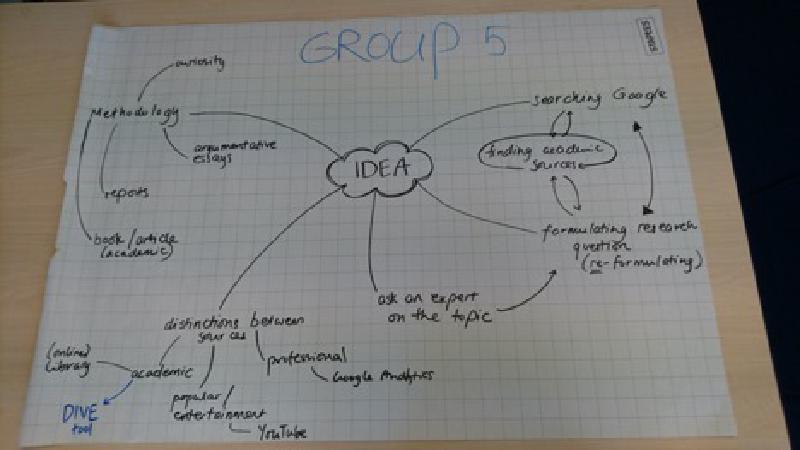 GROUP 5
curiosity
Methodology
argumentative
essays
reports
book/article
(academic)
IDEA
searching Google
finding academic
sources
formulating research
question
(re-formulating)
ask an expert
on the topic
distinctions between
sources
academic
(online)
library
DIVE
tool
popular/
entertainment
YouTube
professional
Google Analytics